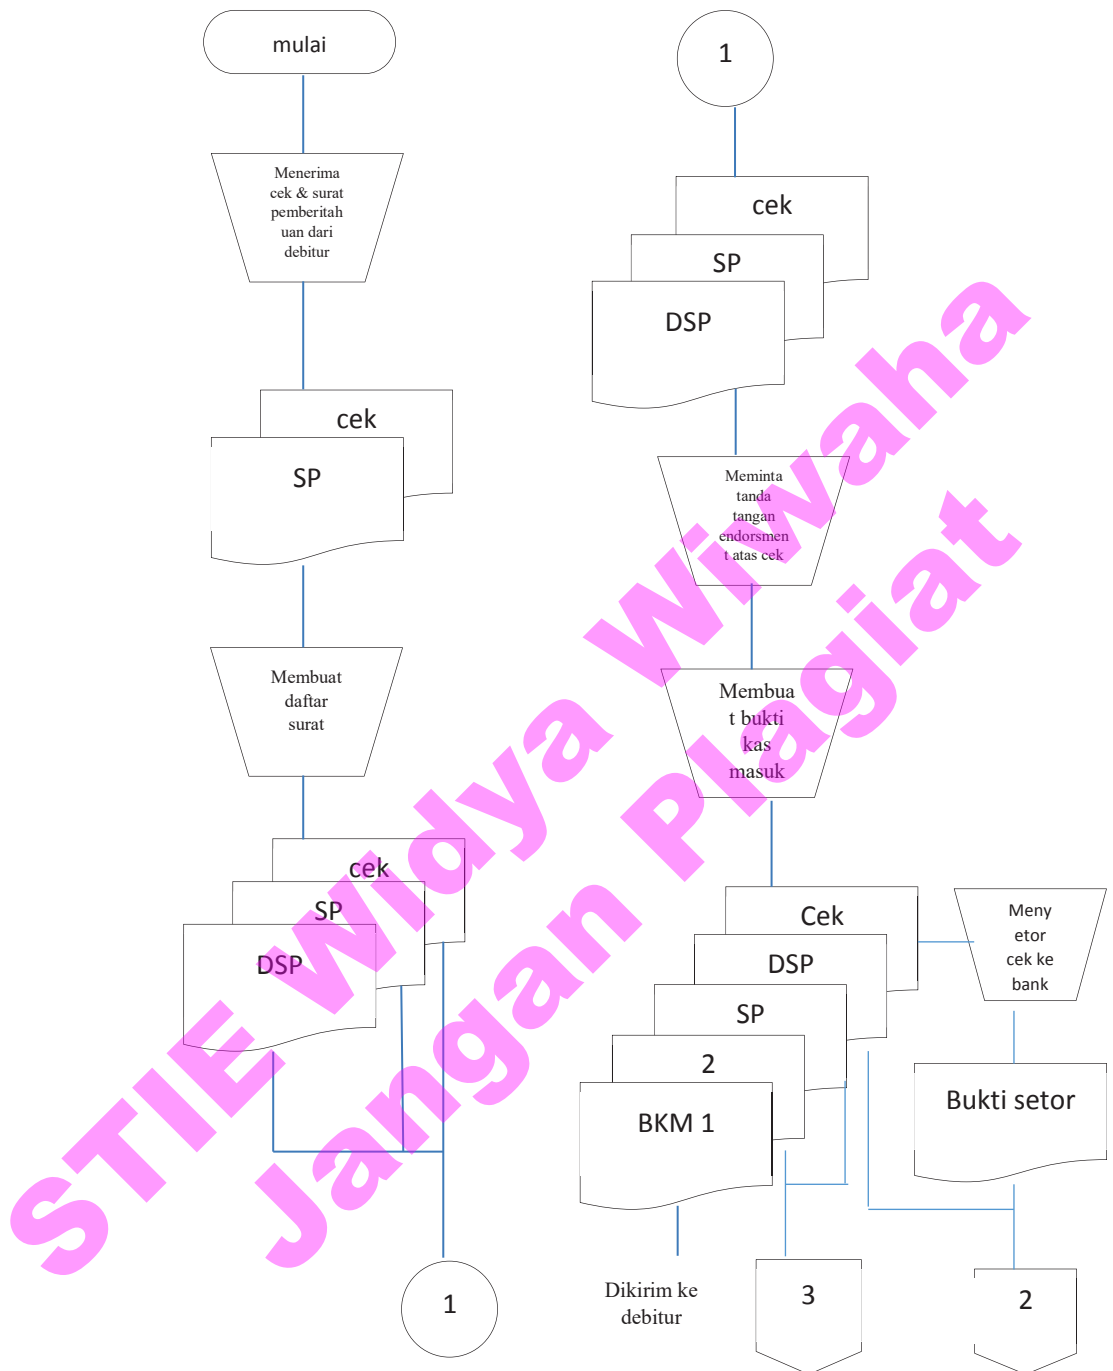 mulai
Menerima
cek & surat
pemberitah
uan dari
debitur
cek
SP
Membuat
daftar
surat
cek
SP
DSP
1
1
cek
SP
DSP
Meminta
tanda
tangan
endorsmen
t atas cek
Membua
t bukti
kas
masuk
Cek
DSP
SP
2
BKM 1
Meny
etor
cek ke
bank
Bukti setor
Dikirim ke
debitur
3
2
STIE Widya Wiwaha
Jangan Plagiat